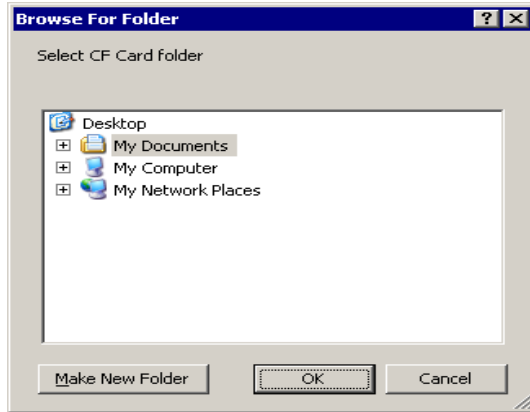 Browse For Folder
Select CF Card folder
Desktop
My Documents
My Computer
My Network Places
Make New Folder OK Cancel